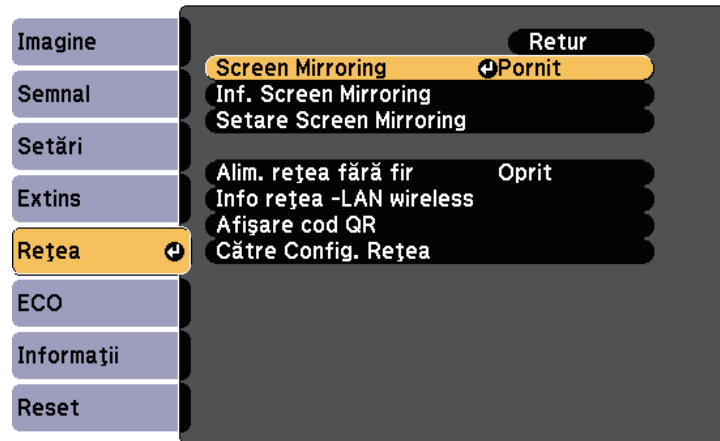 Imagine
Semnal
Setări
Extins
Reţea
ECO
Informaţii
Reset
Retur
Screen Mirroring Pornit
Inf. Screen Mirroring
Setare Screen Mirroring
Alim. reţea fără fir Oprit
Info reţea -LAN wireless
Afişare cod QR
Către Config. Reţea